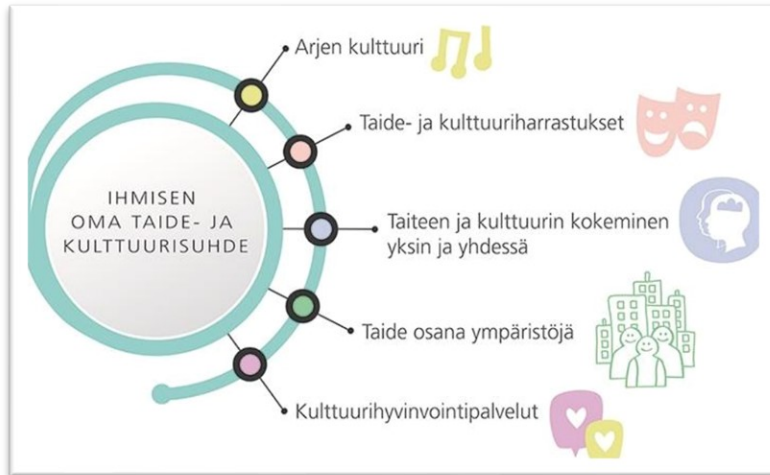 Arjen kulttuuri
Taide- ja kulttuuriharrastukset
IHMISEN
OMA TAIDE- JA
KULTTUURISUHDE
Taiteen ja kulttuurin kokeminen
yksin ja yhdessä
Taide osana ympäristöjä
Kulttuurihyvinvointipalvelut